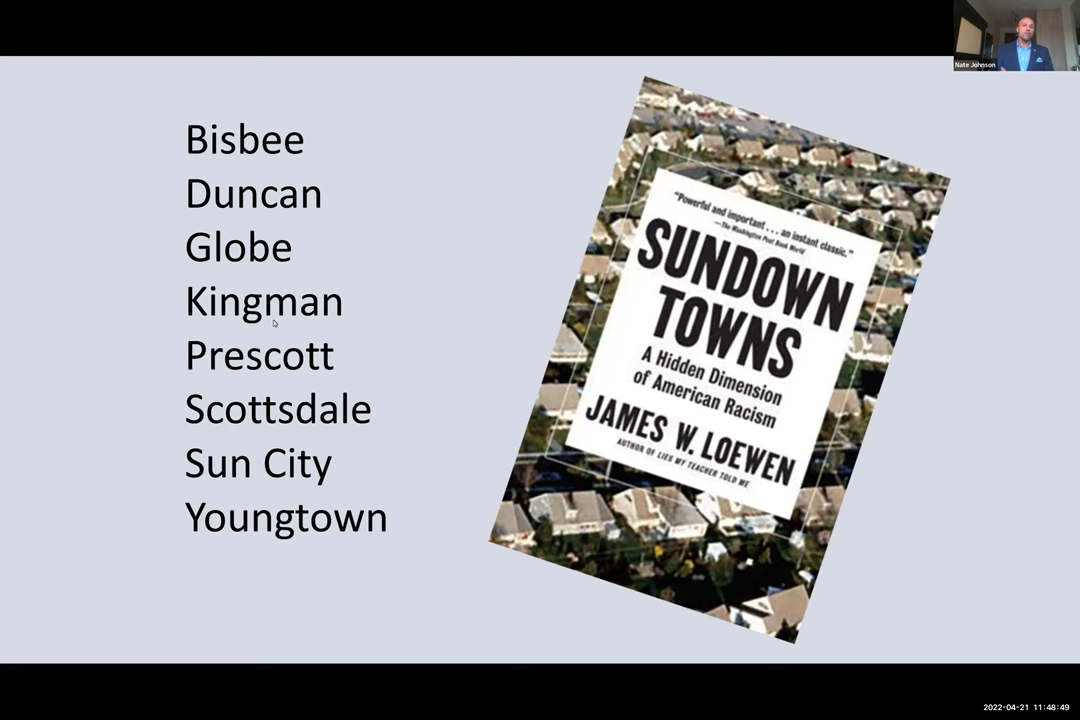 Nate Johnson
Bisbee
Duncan
Globe
Kingman
Prescott
Scottsdale
Sun City
Youngtown
“Powerful and important . . . an instant classic.”
—The Washington Post Book World
SUNDOWN
TOWNS
A Hidden Dimension
of American Racism
JAMES W. LOEWEN
AUTHOR OF LIES MY TEACHER TOLD ME
2022-04-21 11:48:49